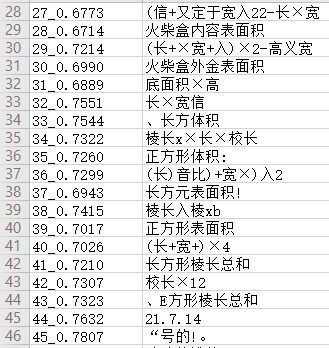 28 27_0.6773 (信+又定于宽入22-长×宽
29 28_0.6714 火柴盒内容表面积
30 29_0.7214 (长+×宽+入)×2-高义宽
31 30_0.6990 火柴盒外金表面积
32 31_0.6889 底面积×高
33 32_0.7551 长×宽信
34 33_0.7544 、长方体积
35 34_0.7322 棱长x×长×校长
36 35_0.7260 正方形体积:
37 36_0.7299 (长)音比)+宽×)入2
38 37_0.6943 长方元表面积!
39 38_0.7415 棱长入棱xb
40 39_0.7017 正方形表面积
41 40_0.7026 (长+宽+)×4
42 41_0.7210 长方形棱长总和
43 42_0.7307 校长×12
44 43_0.7323 、E方形棱长总和
45 44_0.7632 21.7.14
46 45_0.7807 “号的!。